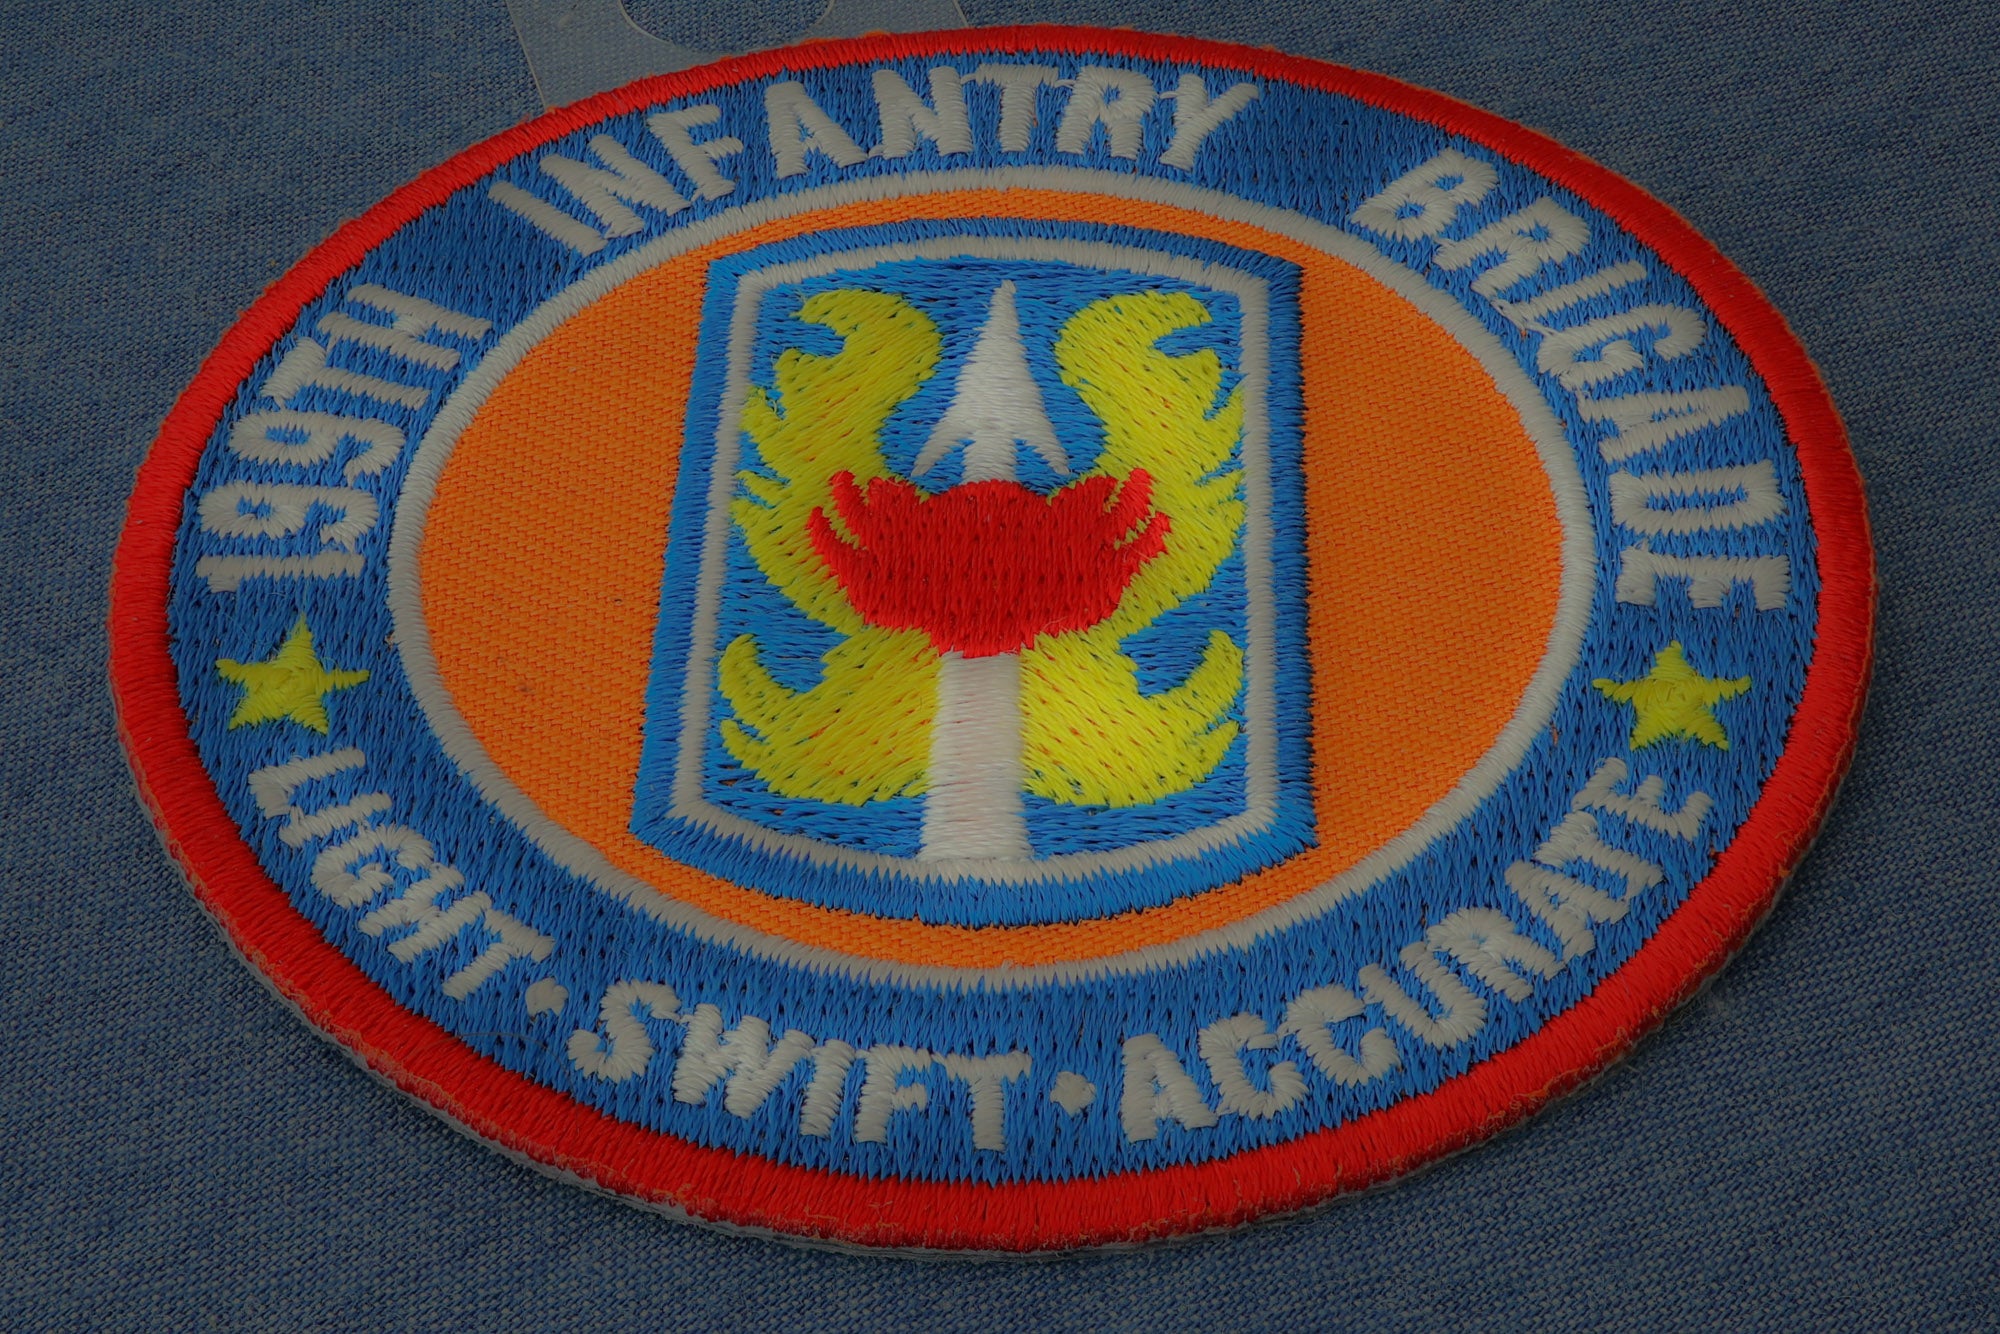 199TH INFANTRY BRIGADE
LIGHT · SWIFT · ACCURATE